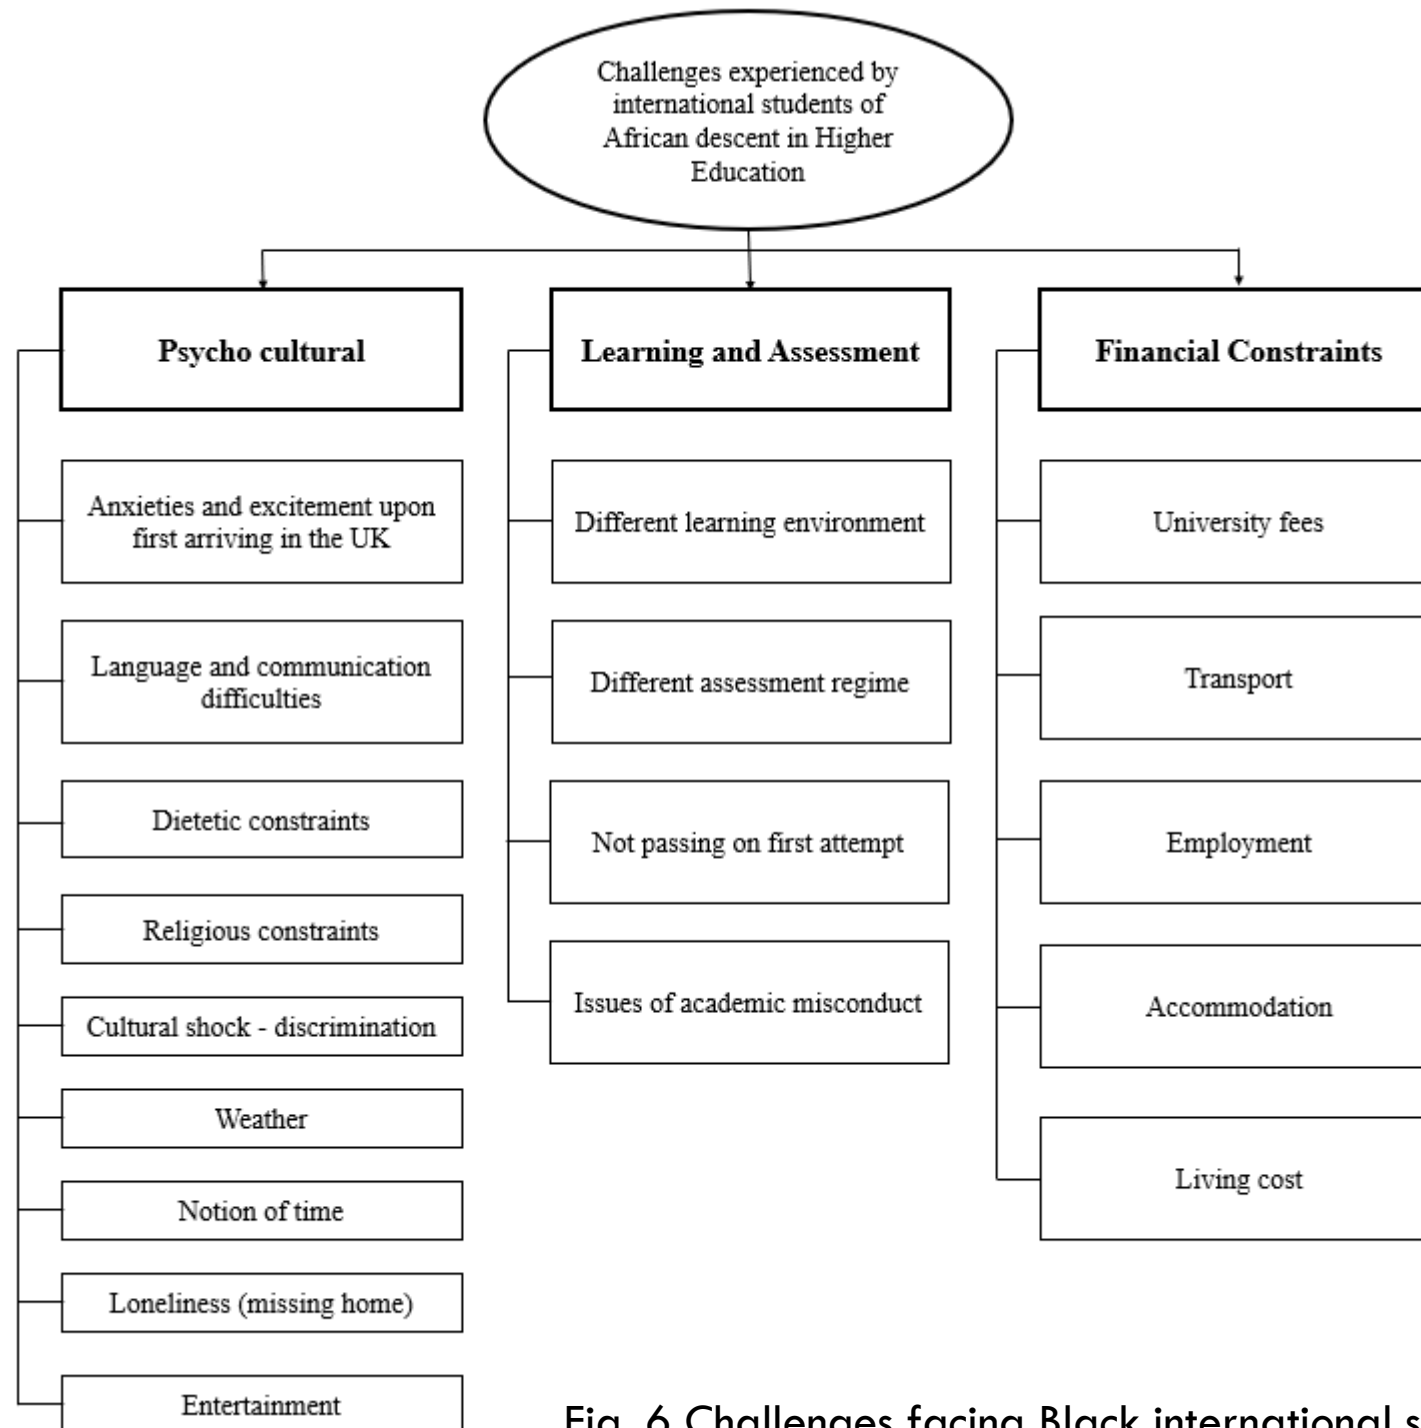 Challenges experienced by
international students of
African descent in Higher
Education
Psycho cultural
Anxieties and excitement upon
first arriving in the UK
Language and communication
difficulties
Dietetic constraints
Religious constraints
Cultural shock - discrimination
Weather
Notion of time
Loneliness (missing home)
Entertainment
Learning and Assessment
Different learning environment
Different assessment regime
Not passing on first attempt
Issues of academic misconduct
Financial Constraints
University fees
Transport
Employment
Accommodation
Living cost
Fig. 6 Challenges facing Black international